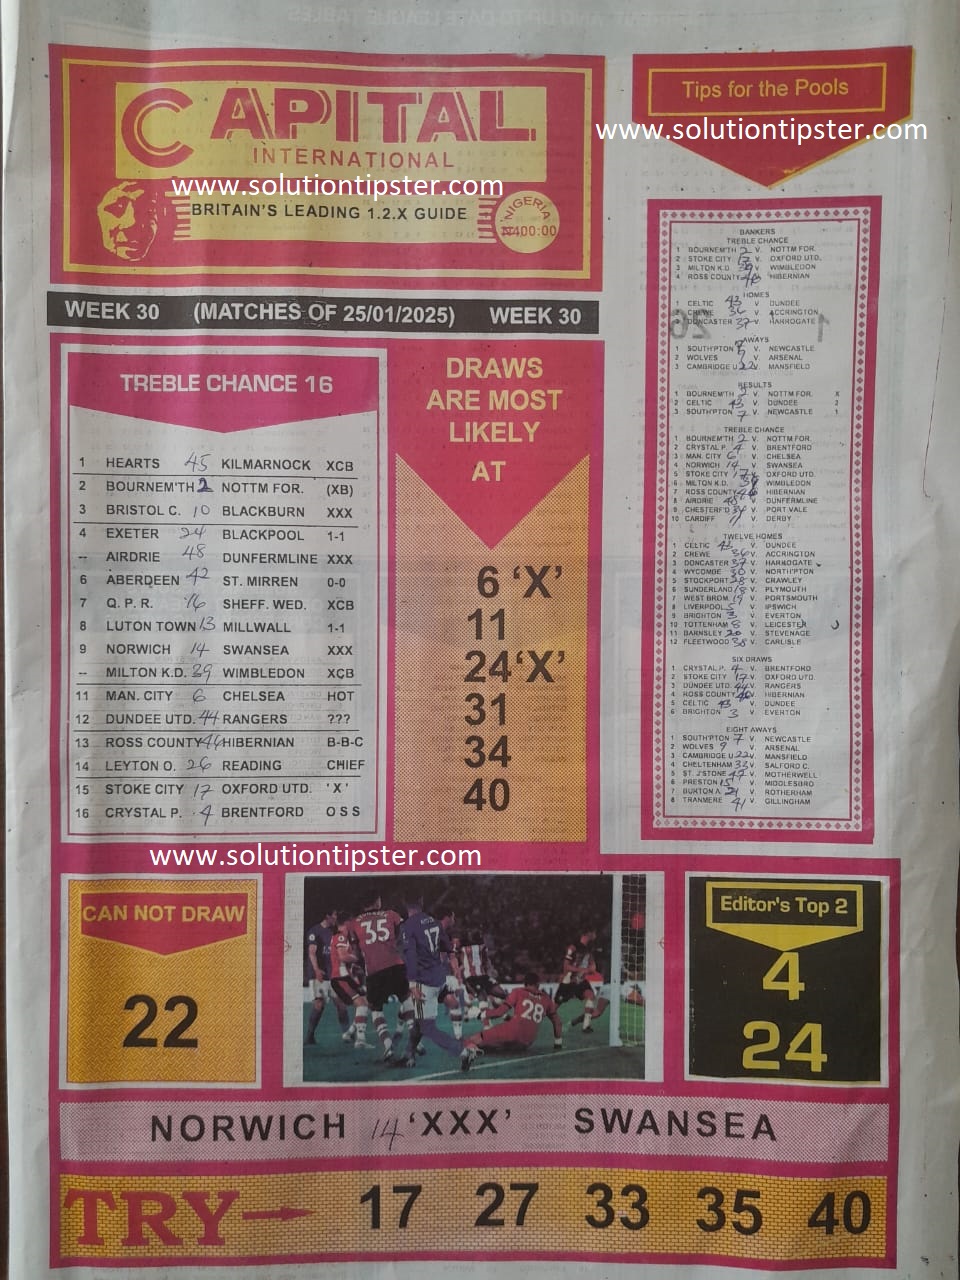 CAPITAL
INTERNATIONAL
www.solutiontipster.com
BRITAIN'S LEADING 1.2.X GUIDE
NIGERIA
₦400:00
Tips for the Pools
www.solutiontipster.com
WEEK 30 (MATCHES OF 25/01/2025) WEEK 30
TREBLE CHANCE 16
1 HEARTS 45 KILMARNOCK XCB
2 BOURNEM'TH 2 NOTTM FOR. (XB)
3 BRISTOL C. 10 BLACKBURN XXX
4 EXETER 24 BLACKPOOL 1-1
-- AIRDRIE 48 DUNFERMLINE XXX
6 ABERDEEN 42 ST. MIRREN 0-0
7 Q.P.R. 16 SHEFF. WED. XCB
8 LUTON TOWN 13 MILLWALL 1-1
9 NORWICH 14 SWANSEA XXX
-- MILTON K.D. 39 WIMBLEDON XCB
11 MAN. CITY 6 CHELSEA HOT
12 DUNDEE UTD. 44 RANGERS ???
13 ROSS COUNTY 46 HIBERNIAN B-B-C
14 LEYTON O. 26 READING CHIEF
15 STOKE CITY 17 OXFORD UTD. 'X'
16 CRYSTAL P. 4 BRENTFORD O S S
DRAWS
ARE MOST
LIKELY
AT
6 'X'
11
24 'X'
31
34
40
BANKERS
TREBLE CHANCE
1 BOURNEM'TH 2 V. NOTTM FOR.
2 STOKE CITY 17 V. OXFORD UTD.
3 MILTON K.D. 39 V. WIMBLEDON
4 ROSS COUNTY 46 V. HIBERNIAN
HOMES
1 CELTIC 43 V DUNDEE
2 CREWE 36 V ACCRINGTON
3 DONCASTER 37 V. HARROGATE
AWAYS
1 SOUTH'PTON 7 V. NEWCASTLE
2 WOLVES 9 V. ARSENAL
3 CAMBRIDGE U 22 V. MANSFIELD
RESULTS
1 BOURNEM'TH 2 V. NOTTM FOR. X
2 CELTIC 43 V. DUNDEE 2
3 SOUTH'PTON 7 V. NEWCASTLE 1
TREBLE CHANCE
1 BOURNEM'TH 2 V. NOTTM FOR.
2 CRYSTAL P. 4 V. BRENTFORD
3 MAN. CITY 6 V. CHELSEA
4 NORWICH 14 V. SWANSEA
5 STOKE CITY 17 V. OXFORD UTD.
6 MILTON K.D. 39 V. WIMBLEDON
7 ROSS COUNTY 46 V. HIBERNIAN
8 AIRDRIE 48 V. DUNFERMLINE
9 CHESTERF'D 34 V. PORT VALE
10 CARDIFF 11 V. DERBY
TWELVE HOMES
1 CELTIC 43 V. DUNDEE
2 CREWE 36 V. ACCRINGTON
3 DONCASTER 37 V. HARROGATE
4 WYCOMBE 30 V. NORTH'PTON
5 STOCKPORT 28 V. CRAWLEY
6 SUNDERLAND 18 V. PLYMOUTH
7 WEST BROM 19 V. PORTSMOUTH
8 LIVERPOOL 5 V. IPSWICH
9 BRIGHTON 3 V. EVERTON
10 TOTTENHAM 8 V. LEICESTER
11 BARNSLEY 20 V. STEVENAGE
12 FLEETWOOD 38 V. CARLISLE
SIX DRAWS
1 CRYSTAL P. 4 V. BRENTFORD
2 STOKE CITY 17 V. OXFORD UTD.
3 DUNDEE UTD. 44 V. RANGERS
4 ROSS COUNTY 46 V. HIBERNIAN
5 CELTIC 43 V. DUNDEE
6 BRIGHTON 3 V. EVERTON
EIGHT AWAYS
1 SOUTH'PTON 7 V. NEWCASTLE
2 WOLVES 9 V. ARSENAL
3 CAMBRIDGE U 22 V. MANSFIELD
4 CHELTENHAM 33 V. SALFORD C.
5 ST. J'STONE 47 V. MOTHERWELL
6 PRESTON 15 V. MIDDLESBRO
7 BURTON A. 21 V. ROTHERHAM
8 TRANMERE 41 V. GILLINGHAM
www.solutiontipster.com
CAN NOT DRAW
22
35
17
28
Editor's Top 2
4
24
NORWICH 14 'XXX' SWANSEA
TRY 17 27 33 35 40